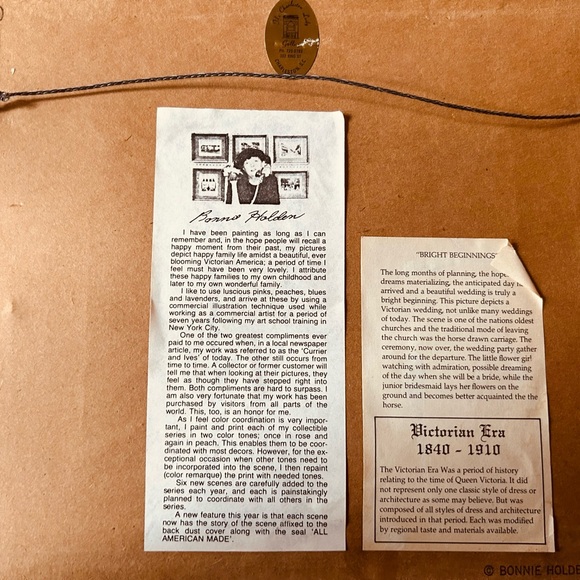 Bonnie Holden
I have been painting as long as I can
remember and, in the hope people will recall a
happy moment from their past, my pictures
depict happy family life amidst a beautiful, ever
blooming Victorian America; a period of time I
feel must have been very lovely. I attribute
these happy families to my own childhood and
later to my own wonderful family.
I like to use luscious pinks, peaches, blues
and lavenders, and arrive at these by using a
commercial illustration technique used while
working as a commercial artist for a period of
seven years following my art school training in
New York City.
One of the two greatest compliments ever
paid to me occured when, in a local newspaper
article, my work was referred to as the 'Currier
and Ives' of today. The other still occurs from
time to time. A collector or former customer will
tell me that when looking at their pictures, they
feel as though they have stepped right into
them. Both compliments are hard to surpass. I
am also very fortunate that my work has been
purchased by visitors from all parts of the
world. This, too, is an honor for me.
As I feel color coordination is very impor-
tant, I paint and print each of my collectible
series in two color tones; once in rose and
again in peach. This enables them to be coor-
dinated with most decors. However, for the ex-
ceptional occasion when other tones need to
be incorporated into the scene, I then repaint
(color remarque) the print with needed tones.
Six new scenes are carefully added to the
series each year, and each is painstakingly
planned to coordinate with all others in the
series.
A new feature this year is that each scene
now has the story of the scene affixed to the
back dust cover along with the seal 'ALL
AMERICAN MADE'.
"BRIGHT BEGINNINGS"
The long months of planning, the
dreams materializing, the anticipated day
arrived and a beautiful wedding is truly a
bright beginning. This picture depicts a
Victorian wedding, not unlike many weddings
of today. The scene is one of the nations oldest
churches and the traditional mode of leaving
the church was the horse drawn carriage. The
ceremony, now over, the wedding party gather
around for the departure. The little flower girl
watching with admiration, possible dreaming
of the day when she will be a bride, while the
junior bridesmaid lays her flowers on the
ground and becomes better acquainted the the
horse.
Victorian Era
1840 - 1910
The Victorian Era Was a period of history
relating to the time of Queen Victoria. It did
not represent only one classic style of dress or
architecture as some may believe. But was
composed of all styles of dress and architecture
introduced in that period. Each was modified
by regional taste and materials available.
© BONNIE HOLDE